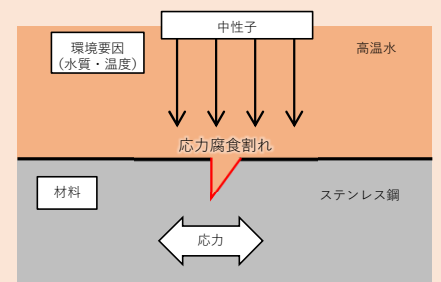 中性子
環境要因
（水質・温度）
高温水
応力腐食割れ
材料
ステンレス鋼
応力